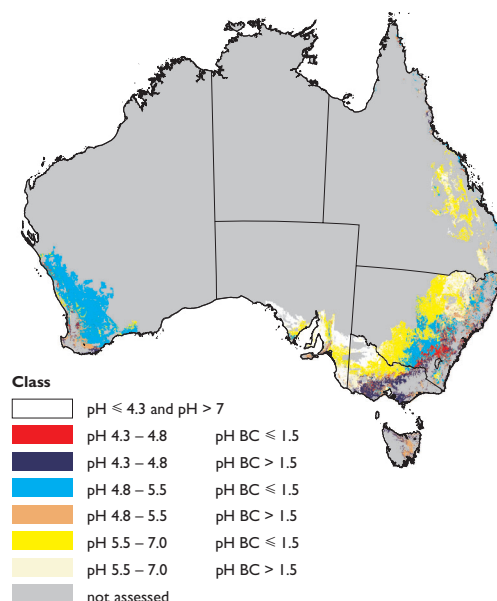 Class
pH ≤ 4.3 and pH > 7
pH 4.3 – 4.8 pH BC ≤ 1.5
pH 4.3 – 4.8 pH BC > 1.5
pH 4.8 – 5.5 pH BC ≤ 1.5
pH 4.8 – 5.5 pH BC > 1.5
pH 5.5 – 7.0 pH BC ≤ 1.5
pH 5.5 – 7.0 pH BC > 1.5
not assessed